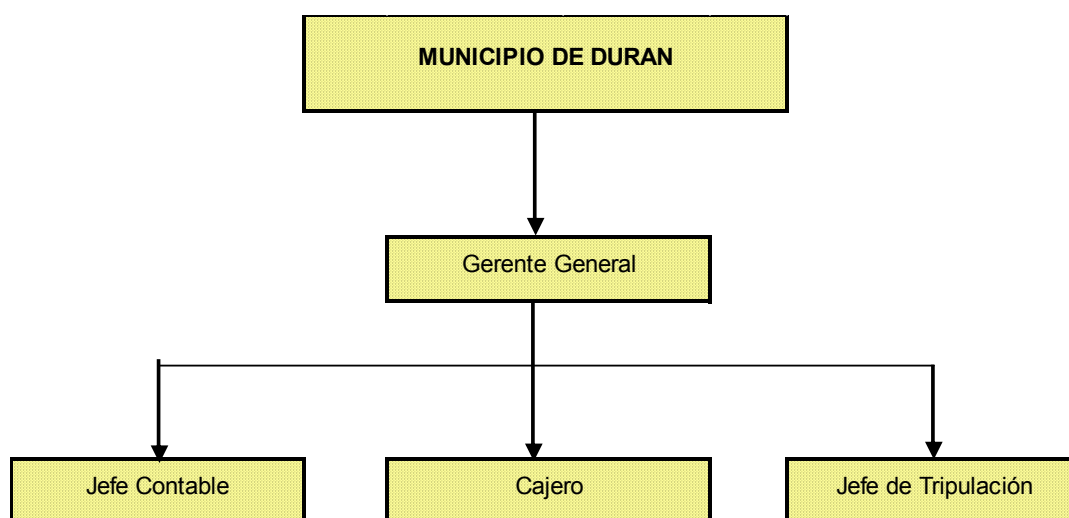 MUNICIPIO DE DURAN
Gerente General
Jefe Contable
Cajero
Jefe de Tripulación